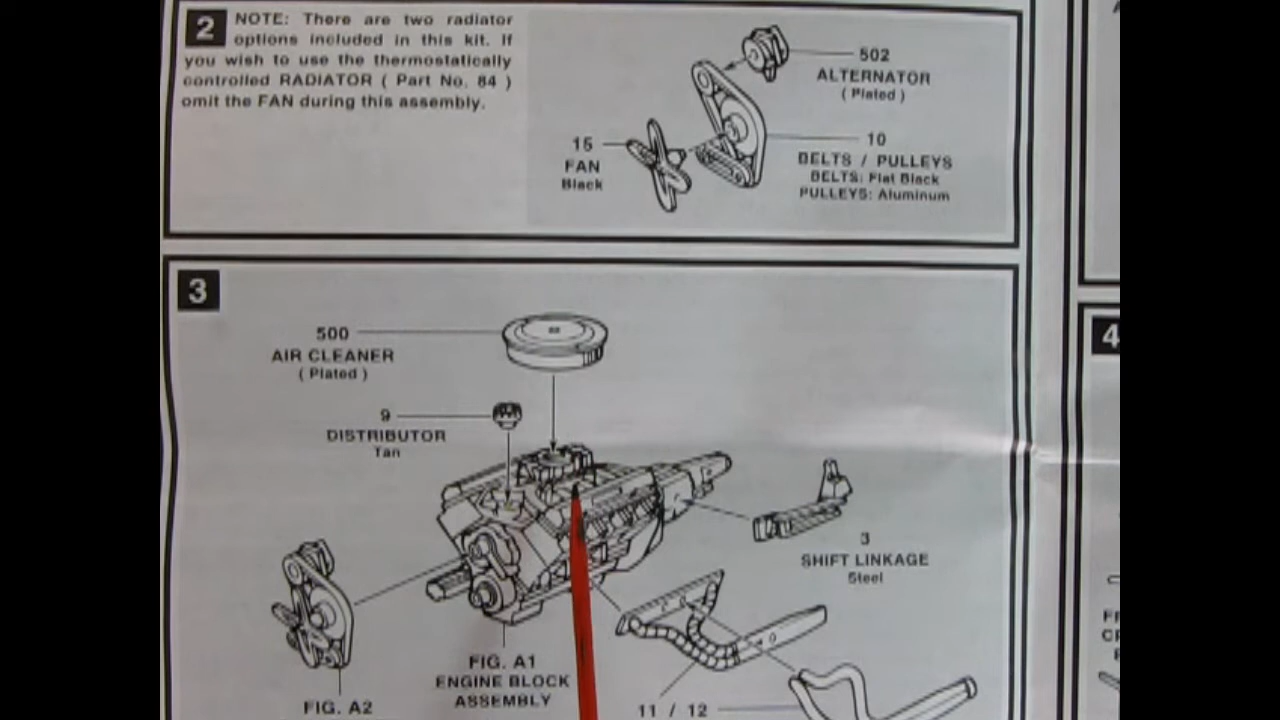 2
NOTE: There are two radiator
options included in this kit. If
you wish to use the thermostatically
controlled RADIATOR ( Part No. 84 )
omit the FAN during this assembly.
502
ALTERNATOR
( Plated )
15
FAN
Black
10
BELTS / PULLEYS
BELTS: Flat Black
PULLEYS: Aluminum
3
500
AIR CLEANER
( Plated )
9
DISTRIBUTOR
Tan
3
SHIFT LINKAGE
Steel
FIG. A1
ENGINE BLOCK
ASSEMBLY
FIG. A2
11 / 12
4